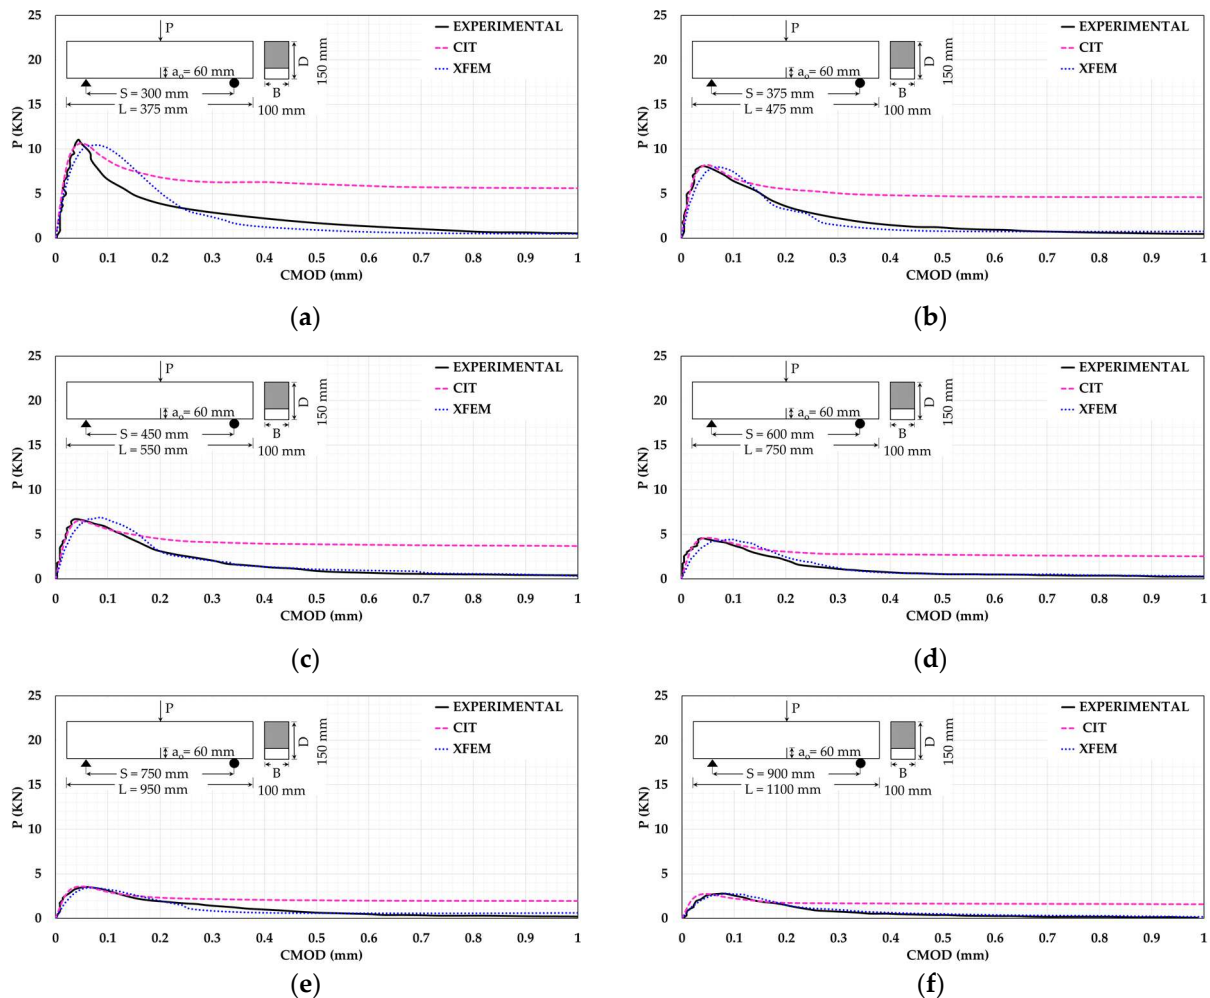 25
20
15
10
5
0
P (KN)
P
EXPERIMENTAL
CIT
XFEM
aₒ= 60 mm
S = 300 mm
L = 375 mm
D
150 mm
B
100 mm
0 0.1 0.2 0.3 0.4 0.5 0.6 0.7 0.8 0.9 1
CMOD (mm)
(a)
25
20
15
10
5
0
P (KN)
P
EXPERIMENTAL
CIT
XFEM
aₒ= 60 mm
S = 375 mm
L = 475 mm
D
150 mm
B
100 mm
0 0.1 0.2 0.3 0.4 0.5 0.6 0.7 0.8 0.9 1
CMOD (mm)
(b)
25
20
15
10
5
0
P (KN)
P
EXPERIMENTAL
CIT
XFEM
aₒ= 60 mm
S = 450 mm
L = 550 mm
D
150 mm
B
100 mm
0 0.1 0.2 0.3 0.4 0.5 0.6 0.7 0.8 0.9 1
CMOD (mm)
(c)
25
20
15
10
5
0
P (KN)
P
EXPERIMENTAL
CIT
XFEM
aₒ= 60 mm
S = 600 mm
L = 750 mm
D
150 mm
B
100 mm
0 0.1 0.2 0.3 0.4 0.5 0.6 0.7 0.8 0.9 1
CMOD (mm)
(d)
25
20
15
10
5
0
P (KN)
P
EXPERIMENTAL
CIT
XFEM
aₒ= 60 mm
S = 750 mm
L = 950 mm
D
150 mm
B
100 mm
0 0.1 0.2 0.3 0.4 0.5 0.6 0.7 0.8 0.9 1
CMOD (mm)
(e)
25
20
15
10
5
0
P (KN)
P
EXPERIMENTAL
CIT
XFEM
aₒ= 60 mm
S = 900 mm
L = 1100 mm
D
150 mm
B
100 mm
0 0.1 0.2 0.3 0.4 0.5 0.6 0.7 0.8 0.9 1
CMOD (mm)
(f)